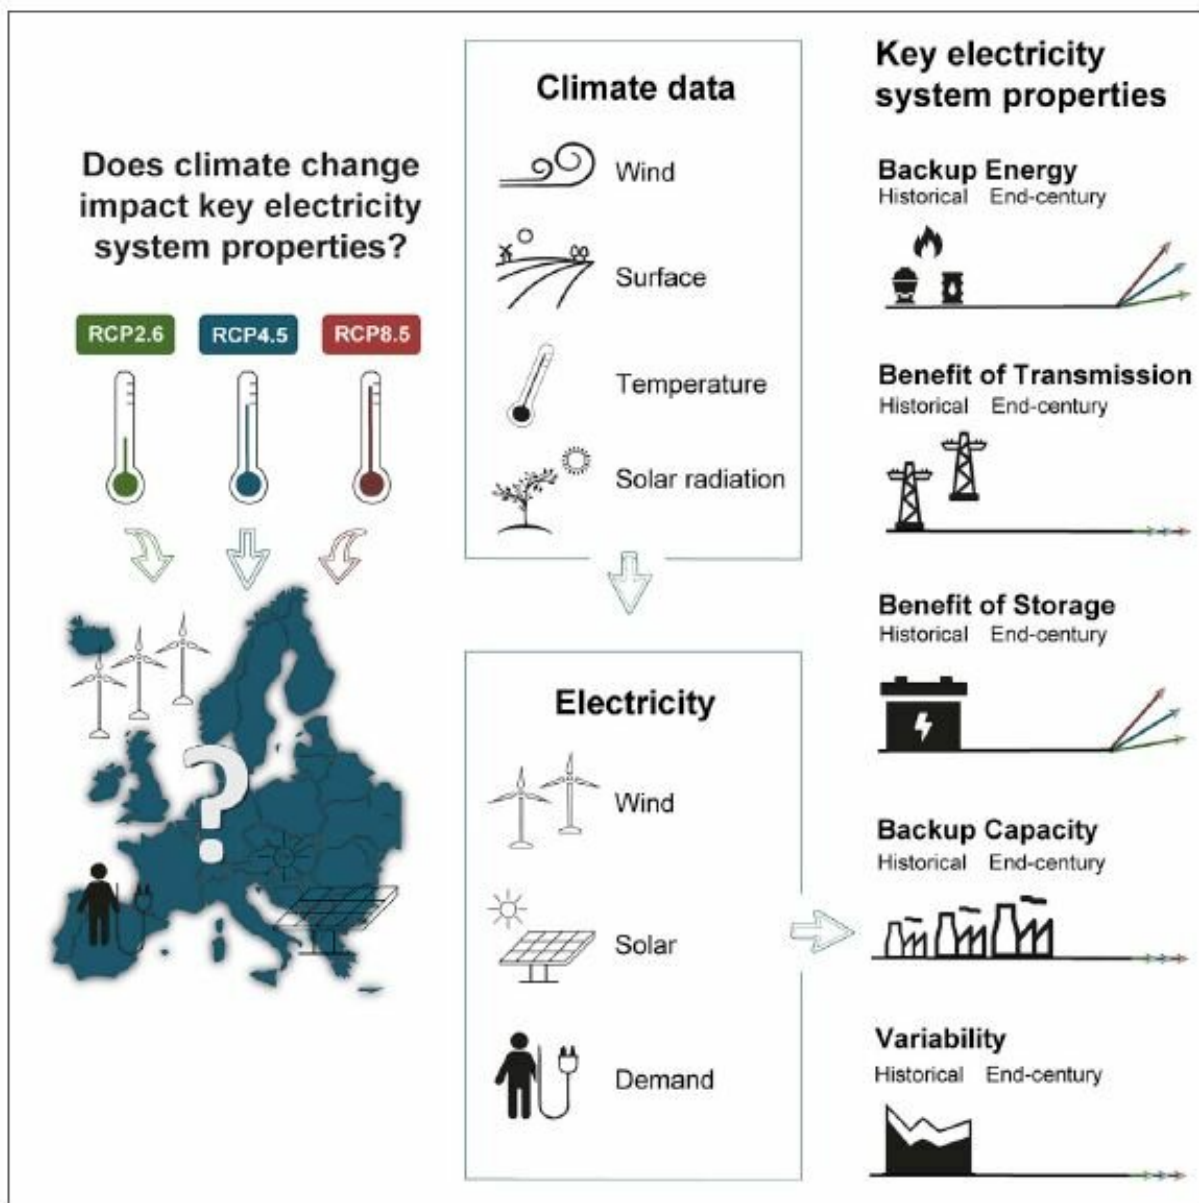 Does climate change
impact key electricity
system properties?
RCP2.6
RCP4.5
RCP8.5
?
Climate data
Wind
Surface
Temperature
Solar radiation
Electricity
Wind
Solar
Demand
Key electricity
system properties
Backup Energy
Historical End-century
Benefit of Transmission
Historical End-century
Benefit of Storage
Historical End-century
Backup Capacity
Historical End-century
Variability
Historical End-century